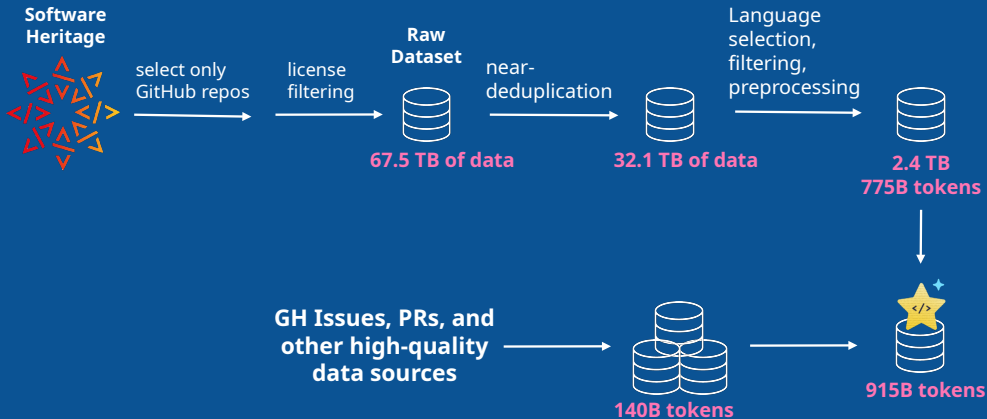 Software
Heritage
select only
GitHub repos
license
filtering
Raw
Dataset
67.5 TB of data
near-
deduplication
32.1 TB of data
Language
selection,
filtering,
preprocessing
2.4 TB
775B tokens
GH Issues, PRs, and
other high-quality
data sources
140B tokens
</>
915B tokens